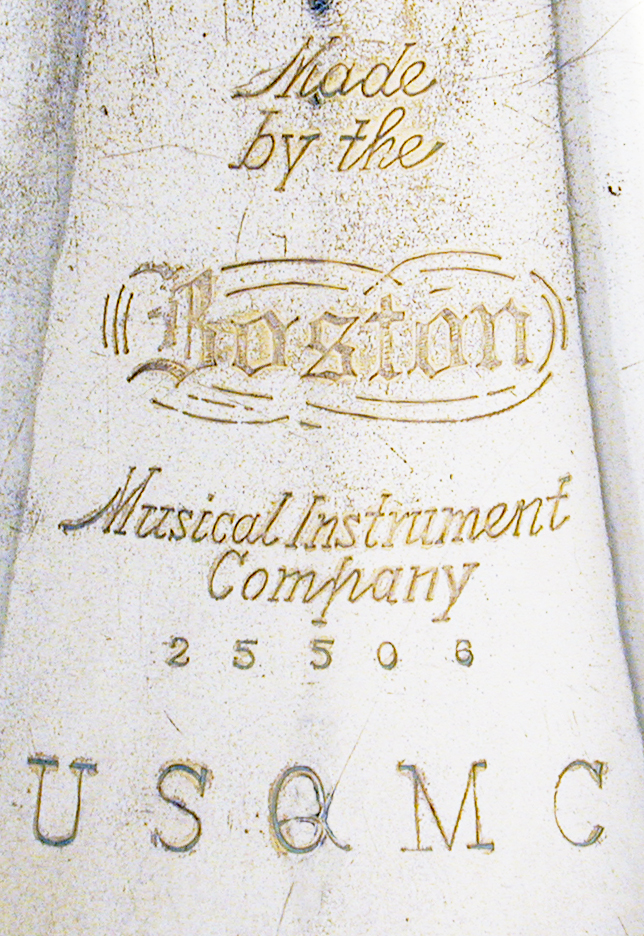 Made
by the
Boston
Musical Instrument
Company
25506
USQMC